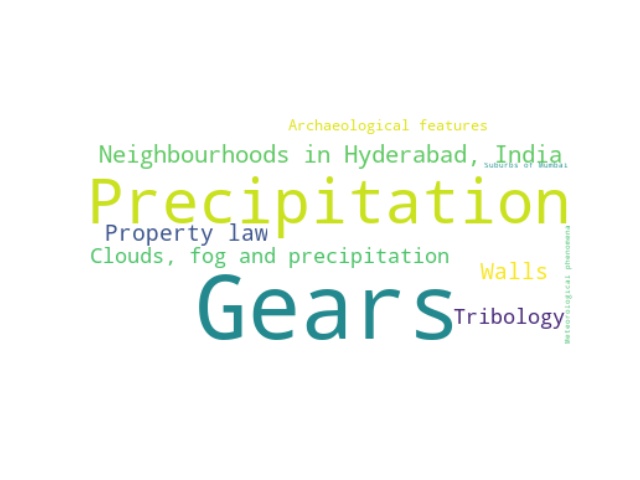 Archaeological features
Neighbourhoods in Hyderabad, India
Suburbs of Mumbai
Precipitation
Property law
Clouds, fog and precipitation
Walls
Gears
Tribology
Meteorological phenomena